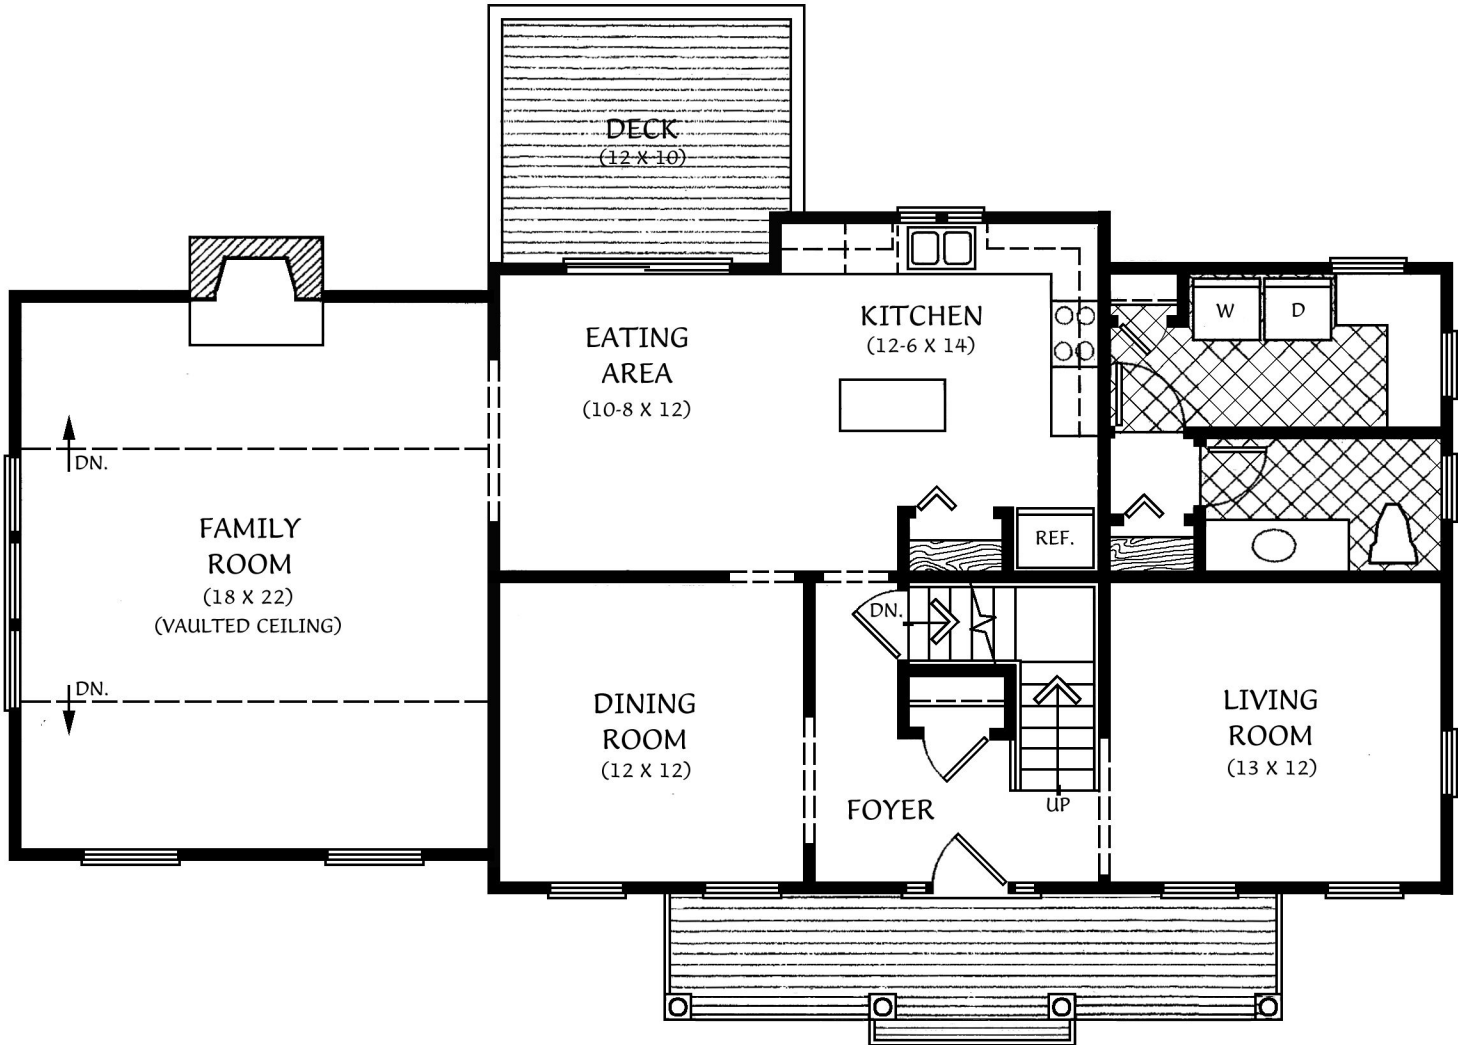 DECK
(12 X 10)
KITCHEN
(12-6 X 14)
EATING
AREA
(10-8 X 12)
W
D
DN.
FAMILY
ROOM
(18 X 22)
(VAULTED CEILING)
REF.
DN.
DN.
DINING
ROOM
(12 X 12)
LIVING
ROOM
(13 X 12)
FOYER
UP